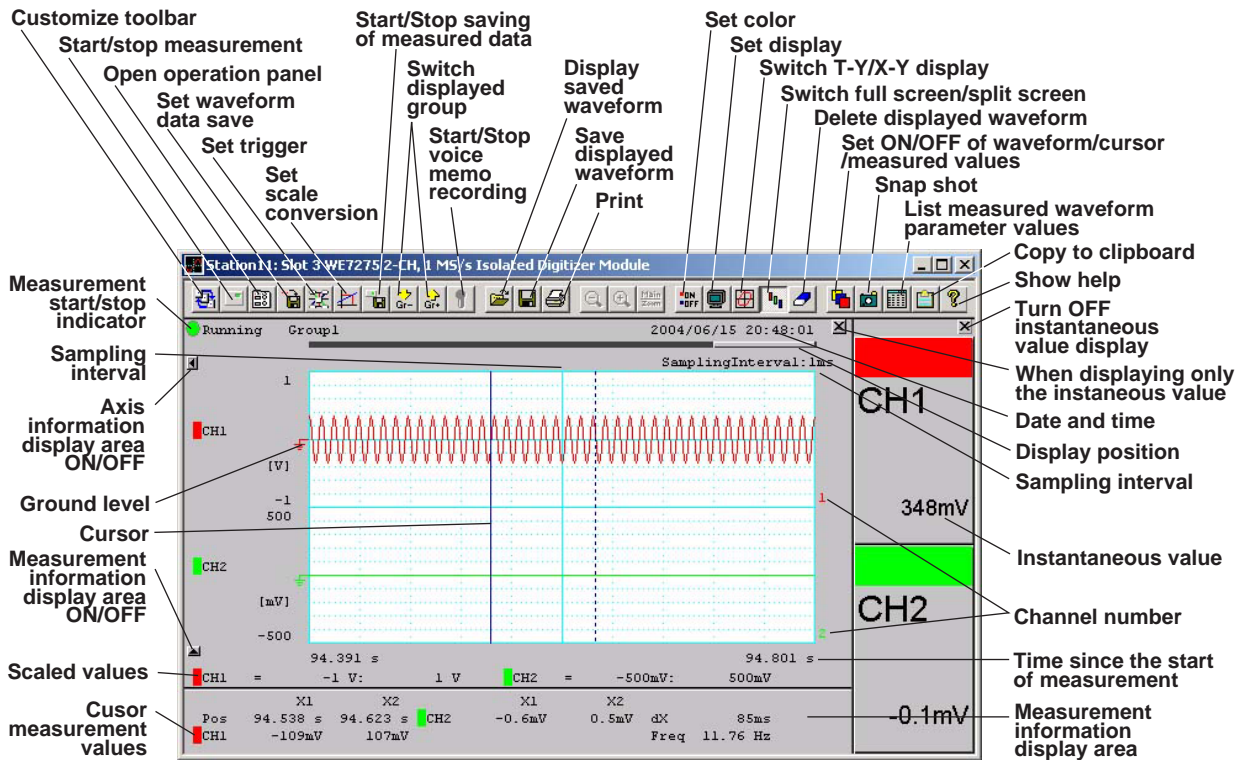 Customize toolbar
Start/stop measurement
Open operation panel
Set waveform
data save
Set trigger
Set
scale
conversion
Start/Stop saving
of measured data
Switch
displayed
group
Start/Stop
voice
memo
recording
Display
saved
waveform
Save
displayed
waveform
Print
Set color
Set display
Switch T-Y/X-Y display
Switch full screen/split screen
Delete displayed waveform
Set ON/OFF of waveform/cursor
/measured values
Snap shot
List measured waveform
parameter values
Copy to clipboard
Show help
Turn OFF
instantaneous
value display
When displaying only
the instaneous value
Date and time
Display position
Sampling interval
Instantaneous value
Channel number
Time since the start
of measurement
Measurement
information
display area
Measurement
start/stop
indicator
Sampling
interval
Axis
information
display area
ON/OFF
Ground level
Cursor
Measurement
information
display area
ON/OFF
Scaled values
Cusor
measurement
values
Station11: Slot 3 WE7275 2-CH, 1 MS/s Isolated Digitizer Module
Gr- Gr+ Main Zoom ON OFF
Running Group1 2004/06/15 20:48:01
SamplingInterval:1ms
1
CH1
[V]
-1
500
CH2
[mV]
-500
1
2
94.391 s 94.801 s
CH1 = -1 V: 1 V CH2 = -500mV: 500mV
X1 X2 X1 X2
Pos 94.538 s 94.623 s CH2 -0.6mV 0.5mV dX 85ms
CH1 -109mV 107mV Freq 11.76 Hz
CH1
348mV
CH2
-0.1mV